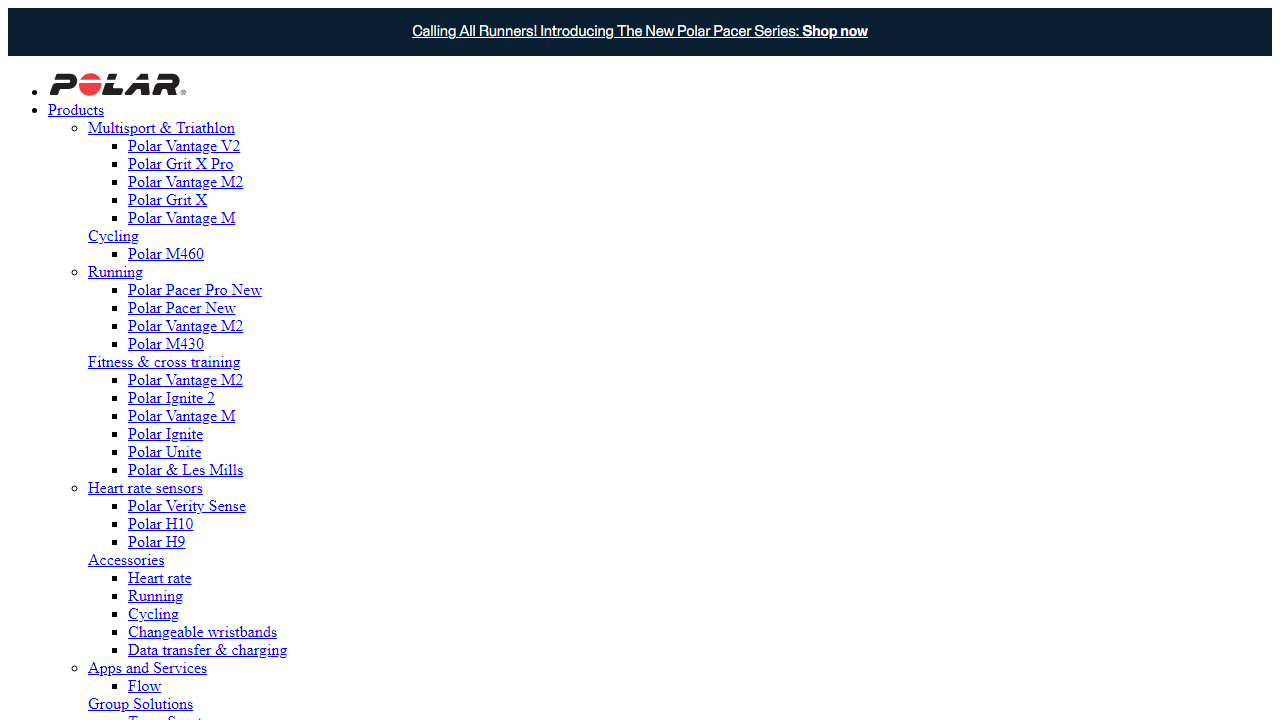 Calling All Runners! Introducing The New Polar Pacer Series: Shop now
POLAR®
Products
Multisport & Triathlon
Polar Vantage V2
Polar Grit X Pro
Polar Vantage M2
Polar Grit X
Polar Vantage M
Cycling
Polar M460
Running
Polar Pacer Pro New
Polar Pacer New
Polar Vantage M2
Polar M430
Fitness & cross training
Polar Vantage M2
Polar Ignite 2
Polar Vantage M
Polar Ignite
Polar Unite
Polar & Les Mills
Heart rate sensors
Polar Verity Sense
Polar H10
Polar H9
Accessories
Heart rate
Running
Cycling
Changeable wristbands
Data transfer & charging
Apps and Services
Flow
Group Solutions